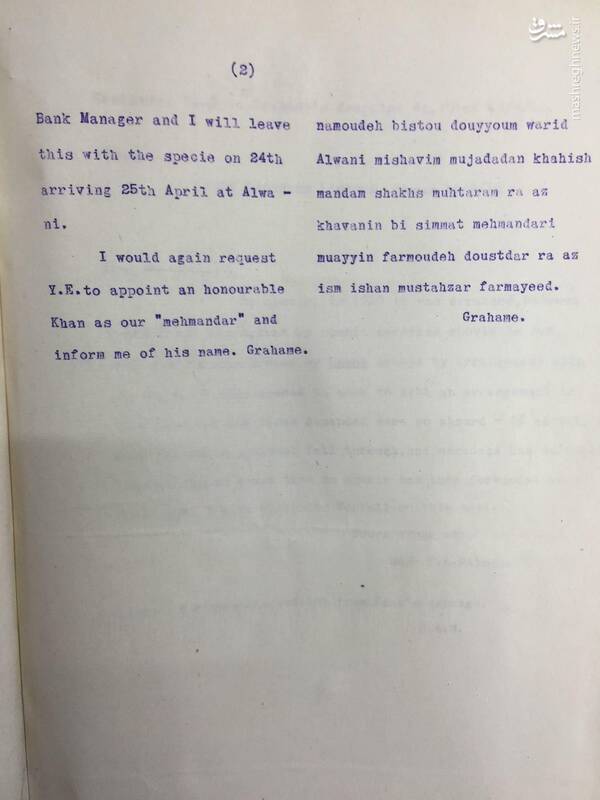 (2)
Bank Manager and I will leave
this with the specie on 24th
arriving 25th April at Alwa -
ni.
I would again request
Y.E.to appoint an honourable
Khan as our "mehmandar" and
inform me of his name. Grahame.
namoudeh bistou douyyoum warid
Alwani mishavim mujadadan khahish
mandam shakhs muhtaram ra az
khavanin bi simmat mehmandari
muayyin farmoudeh doustdar ra az
ism ishan mustahzar farmayeed.
Grahame.
مشرق
mashreghnews.ir